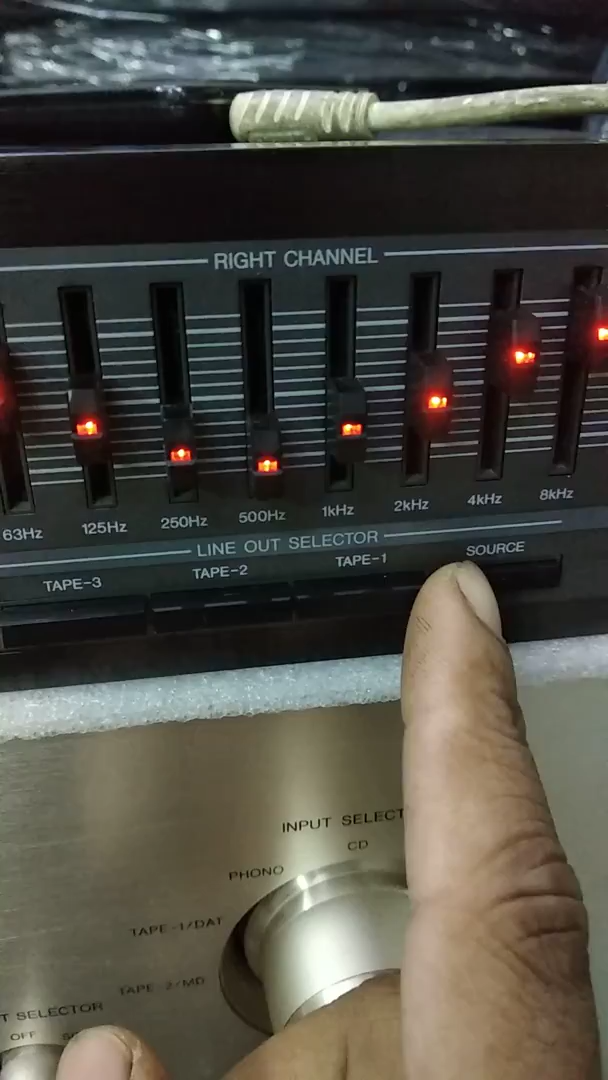 RIGHT CHANNEL
63Hz 125Hz 250Hz 500Hz 1kHz 2kHz 4kHz 8kHz
LINE OUT SELECTOR
TAPE-3 TAPE-2 TAPE-1 SOURCE
INPUT SELECT
CD
PHONO
TAPE-1/DAT
TAPE-2/MD
T SELECTOR
OFF